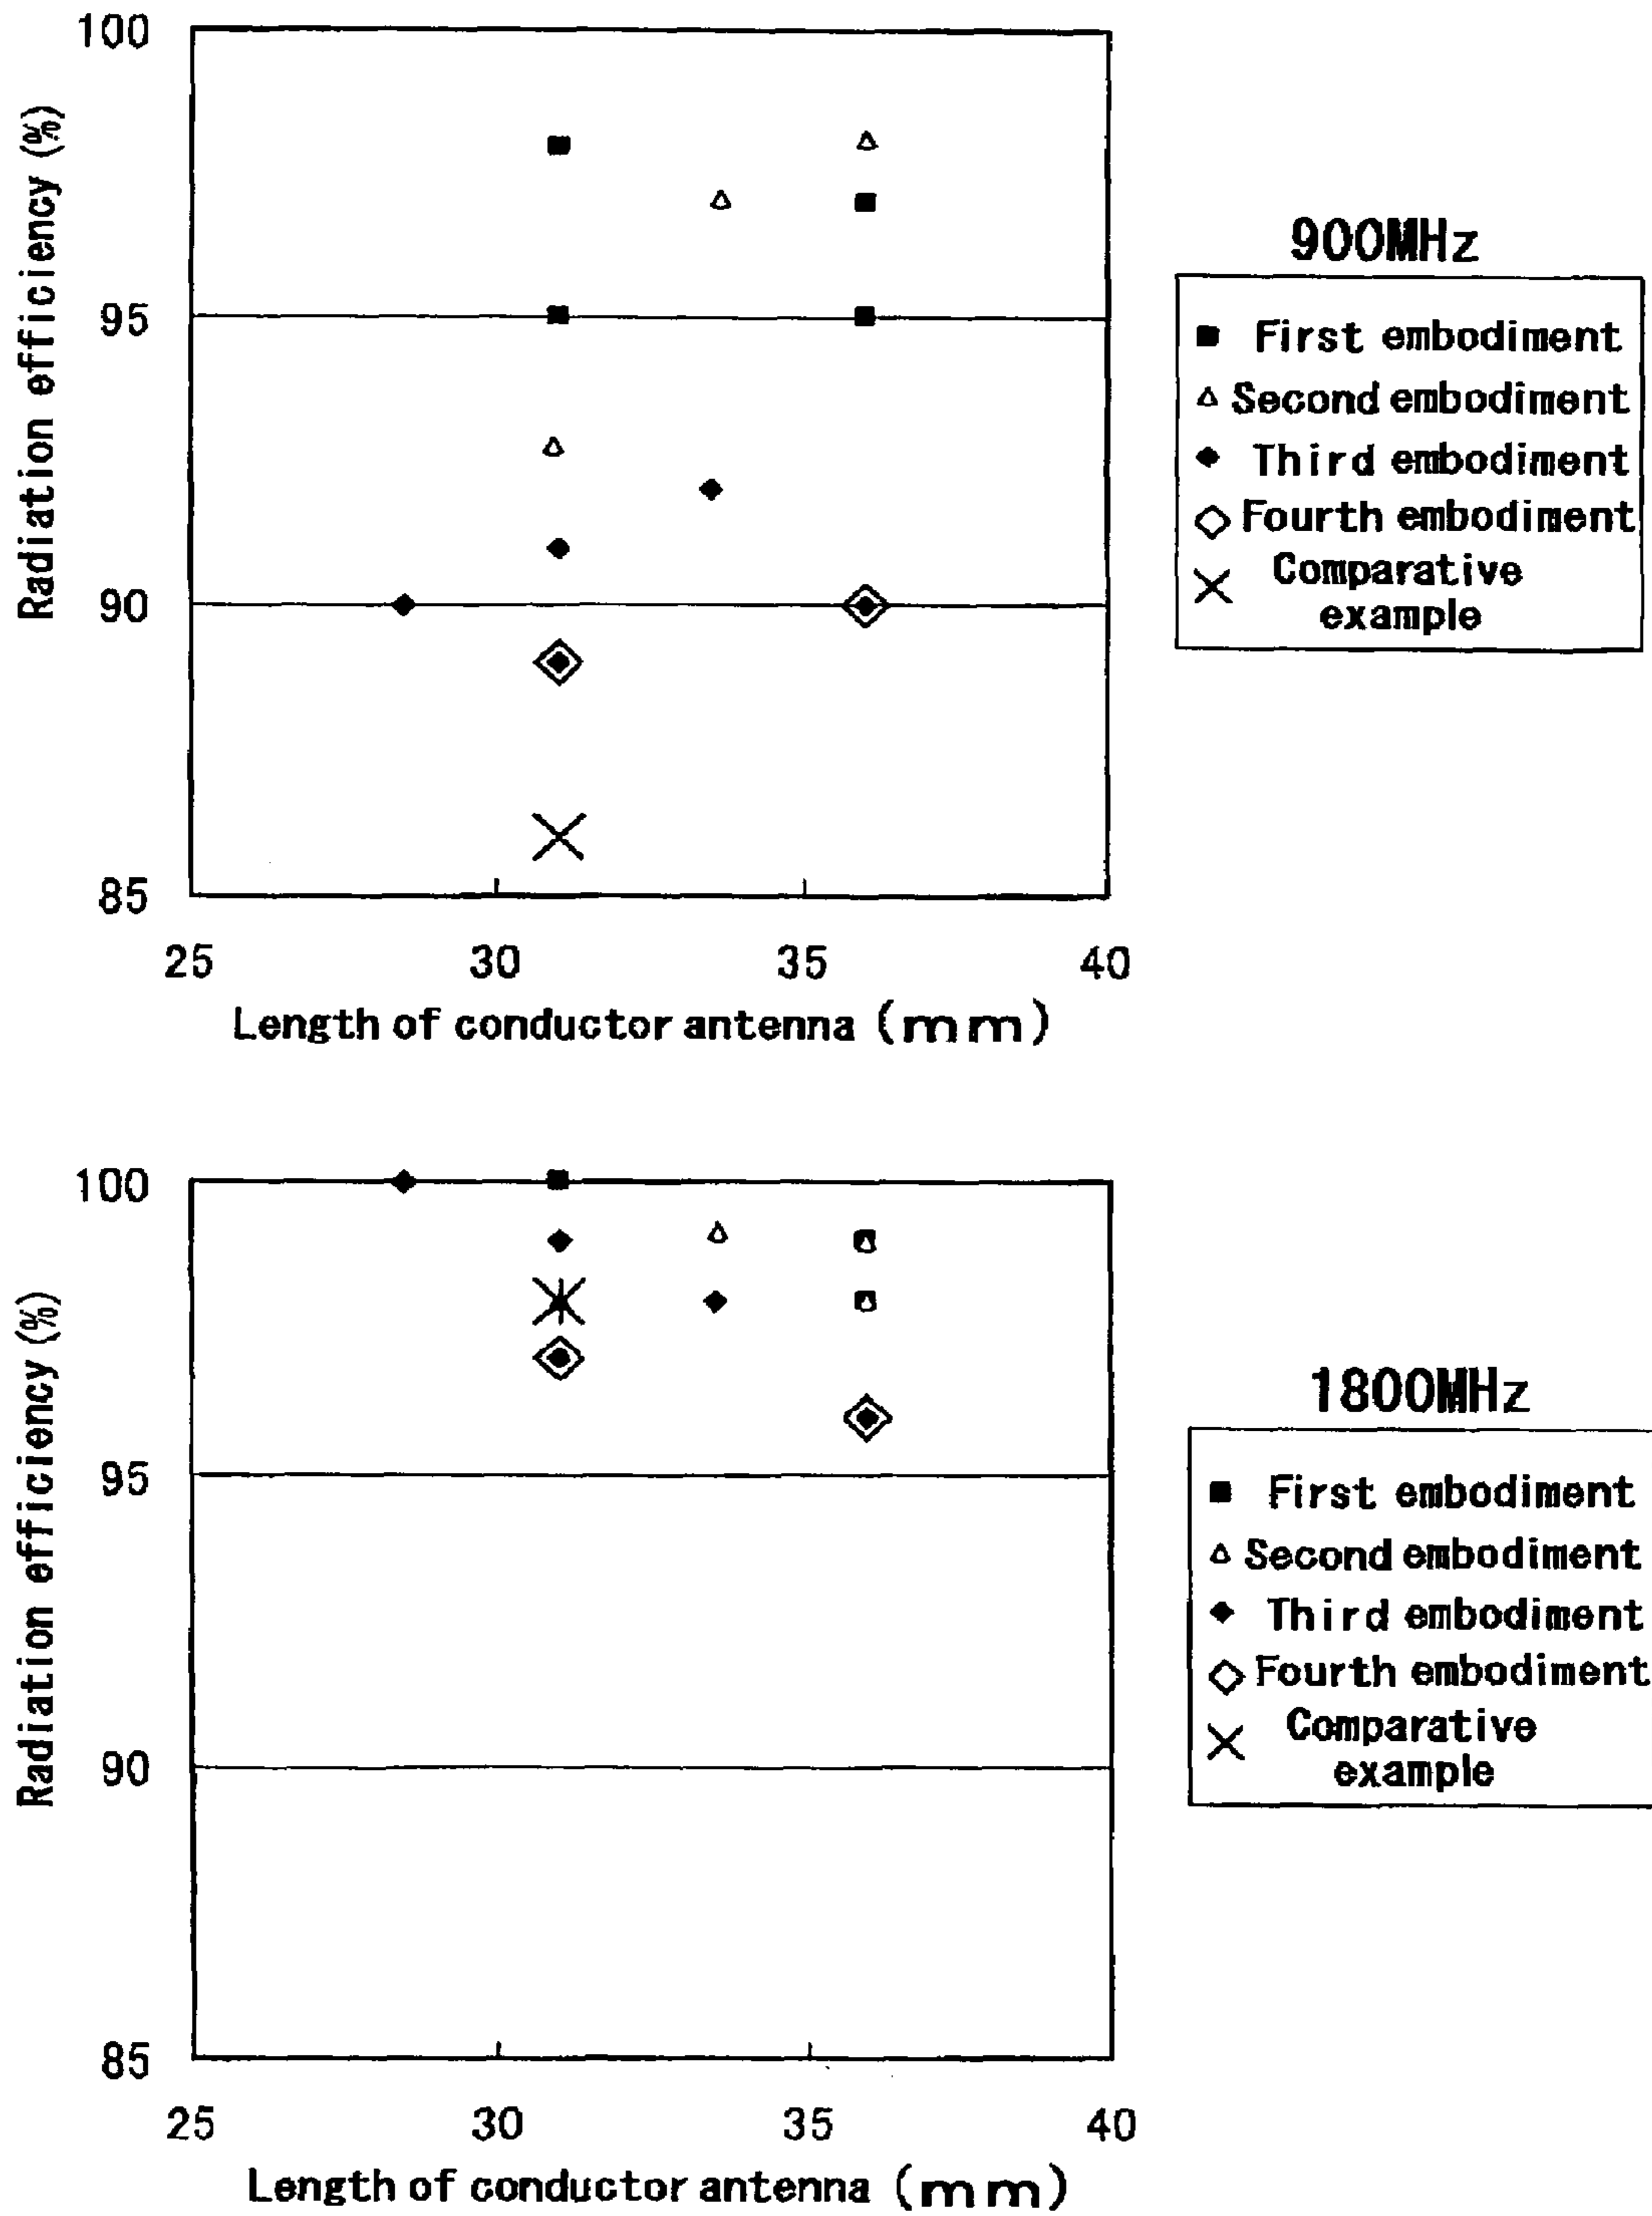 100
95
90
85
Radiation efficiency (%)
25 30 35 40
Length of conductor antenna (mm)
900MHz
First embodiment
Second embodiment
Third embodiment
Fourth embodiment
Comparative
example
100
95
90
85
Radiation efficiency (%)
25 30 35 40
Length of conductor antenna (mm)
1800MHz
First embodiment
Second embodiment
Third embodiment
Fourth embodiment
Comparative
example